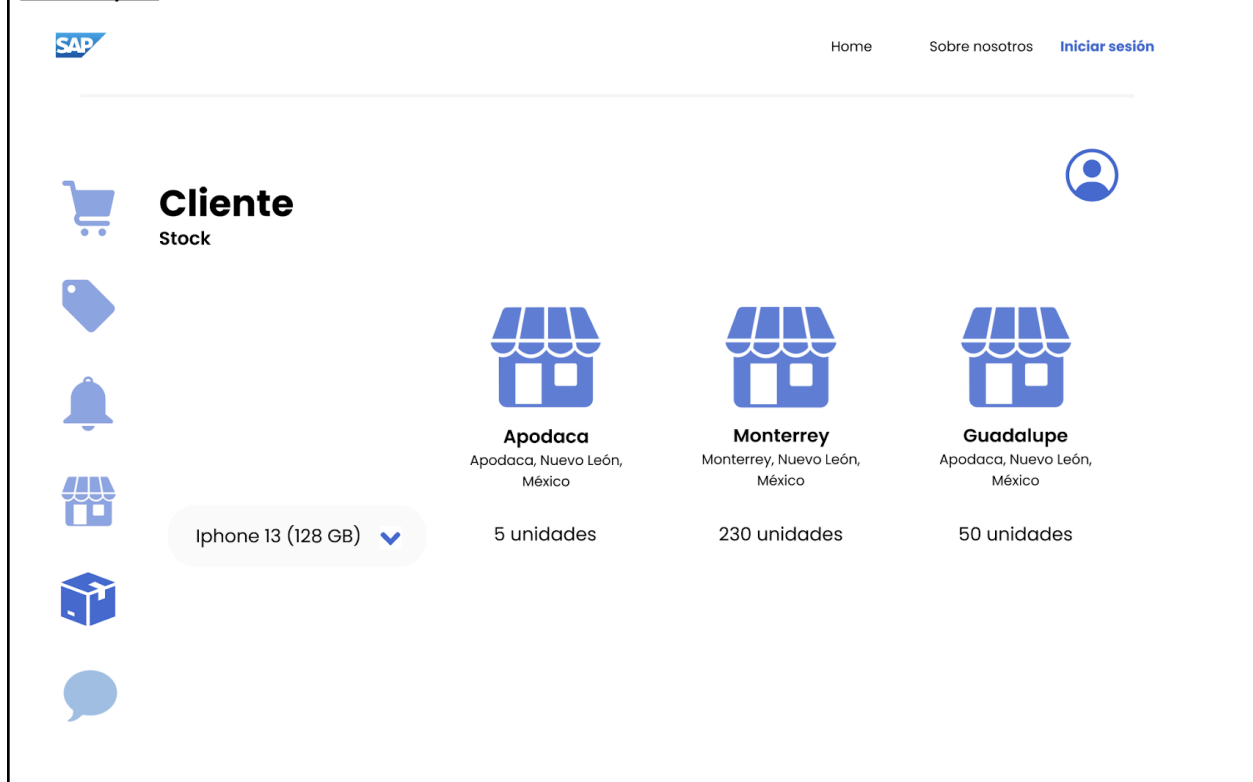 SAP
Home Sobre nosotros Iniciar sesión
Cliente
Stock
Apodaca
Apodaca, Nuevo León,
México
Monterrey
Monterrey, Nuevo León,
México
Guadalupe
Apodaca, Nuevo León,
México
Iphone 13 (128 GB) 5 unidades 230 unidades 50 unidades